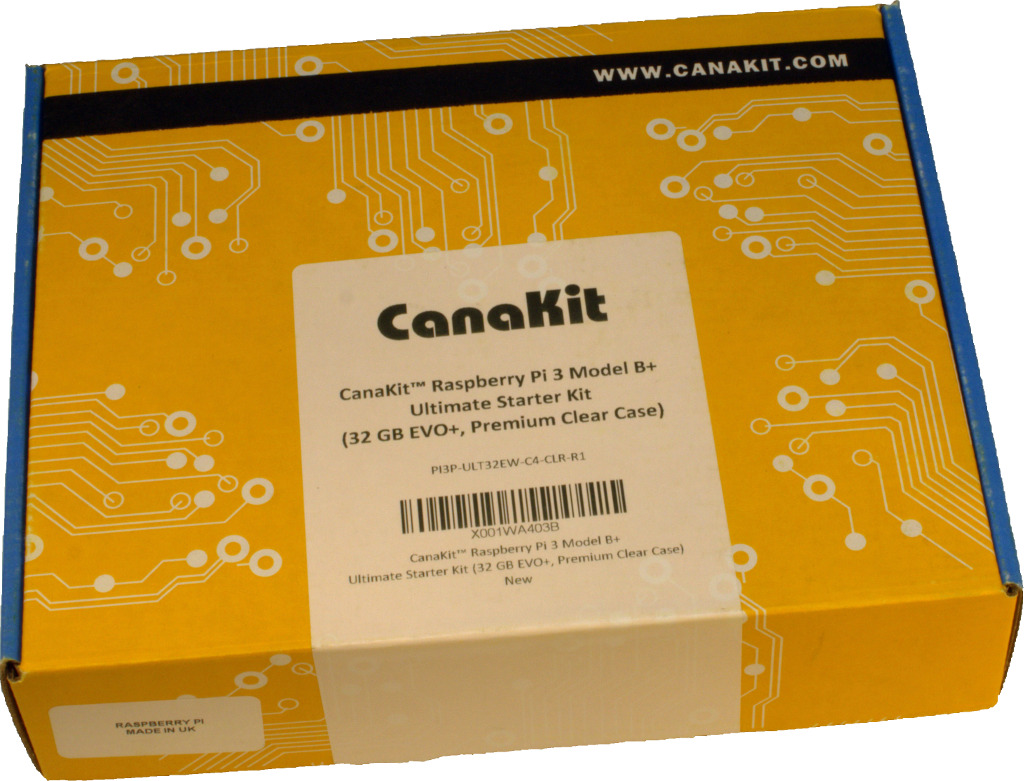 WWW.CANAKIT.COM
CanaKit
CanaKit™ Raspberry Pi 3 Model B+
Ultimate Starter Kit
(32 GB EVO+, Premium Clear Case)
PI3P-ULT32EW-C4-CLR-R1
X001WA403B
CanaKit™ Raspberry Pi 3 Model B+
Ultimate Starter Kit (32 GB EVO+, Premium Clear Case)
New
RASPBERRY PI
MADE IN UK